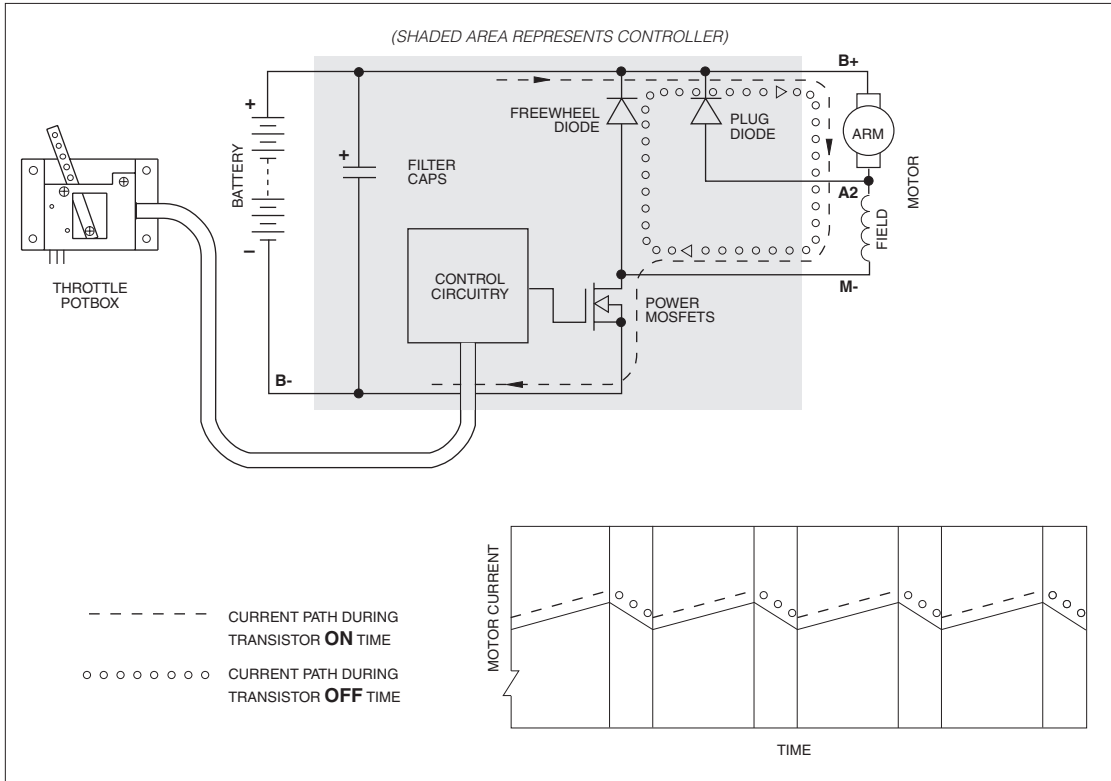 (SHADED AREA REPRESENTS CONTROLLER)
B+
+
FREEWHEEL
DIODE
PLUG
DIODE
ARM
BATTERY
+
FILTER
CAPS
A2
MOTOR
FIELD
−
CONTROL
CIRCUITRY
M-
POWER
MOSFETS
THROTTLE
POTBOX
B-
MOTOR CURRENT
CURRENT PATH DURING
TRANSISTOR ON TIME
CURRENT PATH DURING
TRANSISTOR OFF TIME
TIME